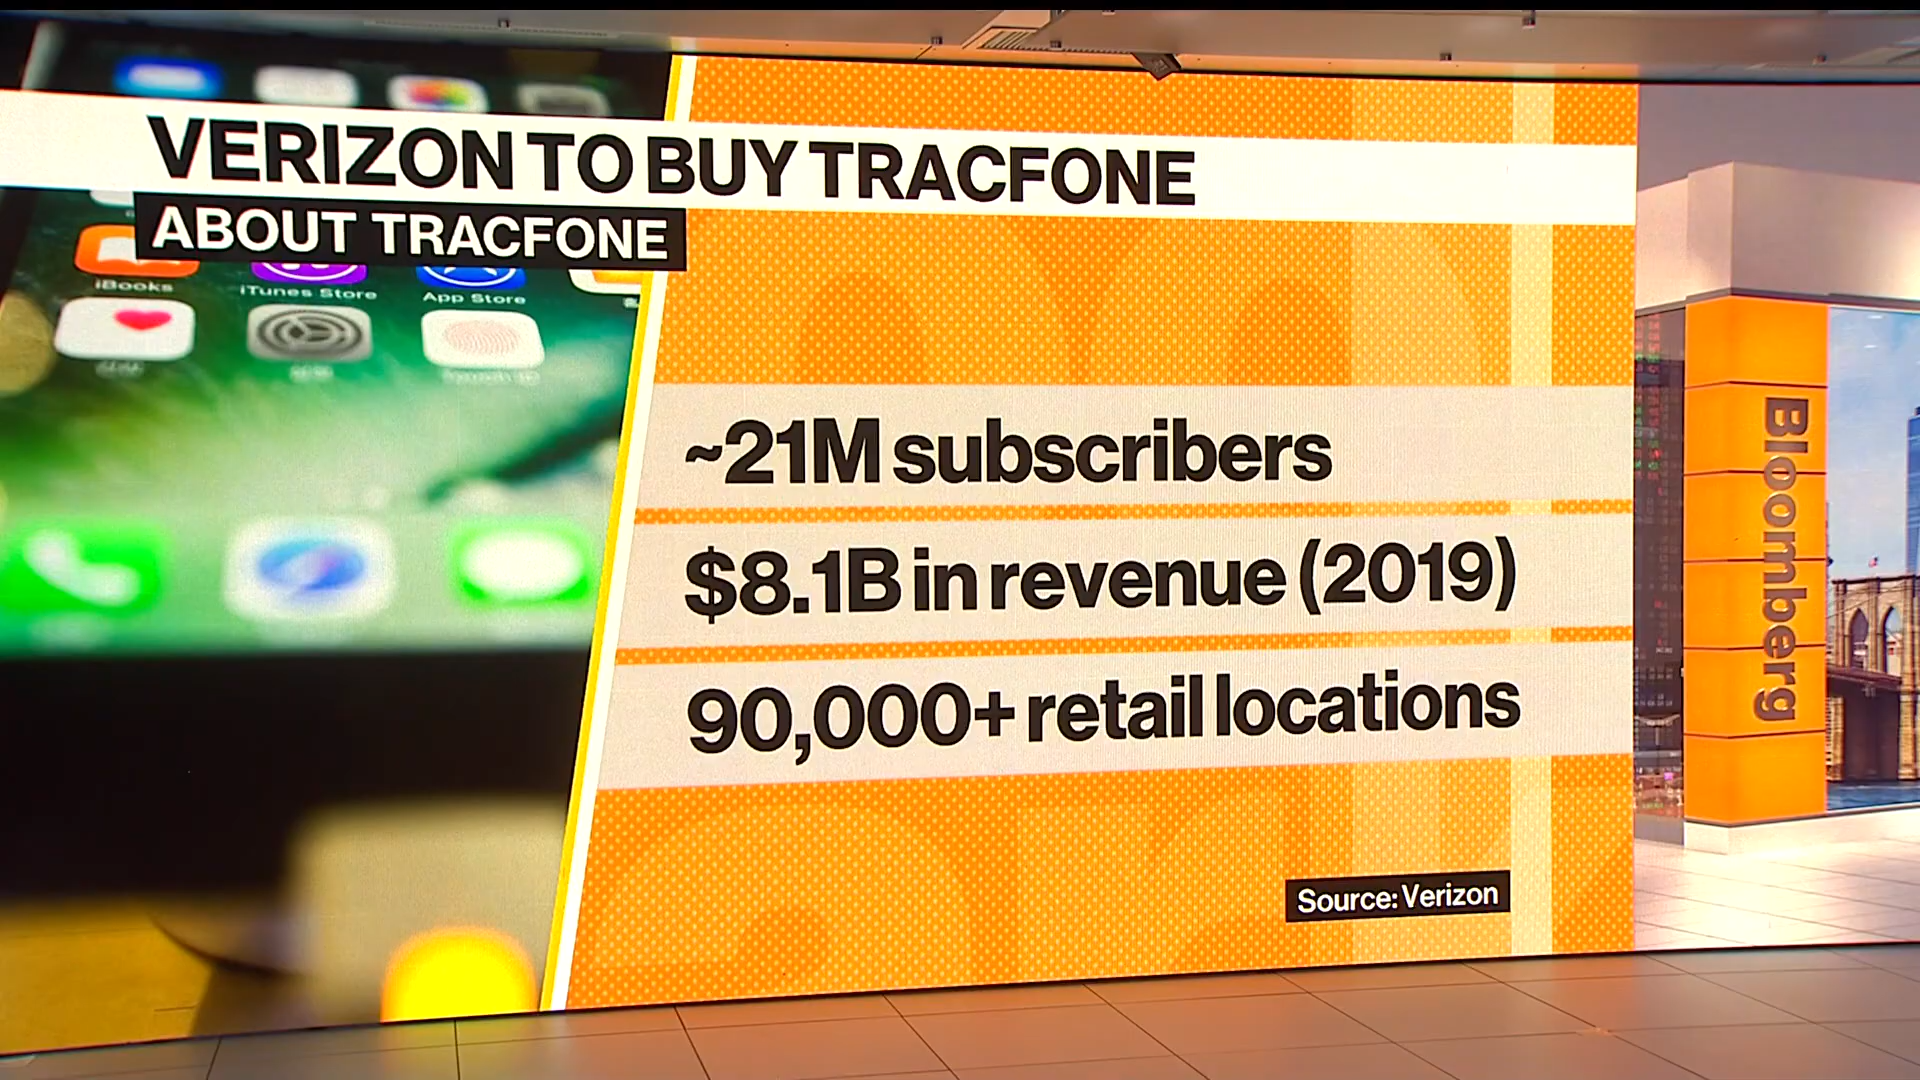 VERIZON TO BUY TRACFONE
ABOUT TRACFONE
iBooks
iTunes Store
App Store
~21M subscribers
$8.1B in revenue (2019)
90,000+ retail locations
Source: Verizon
Bloomberg